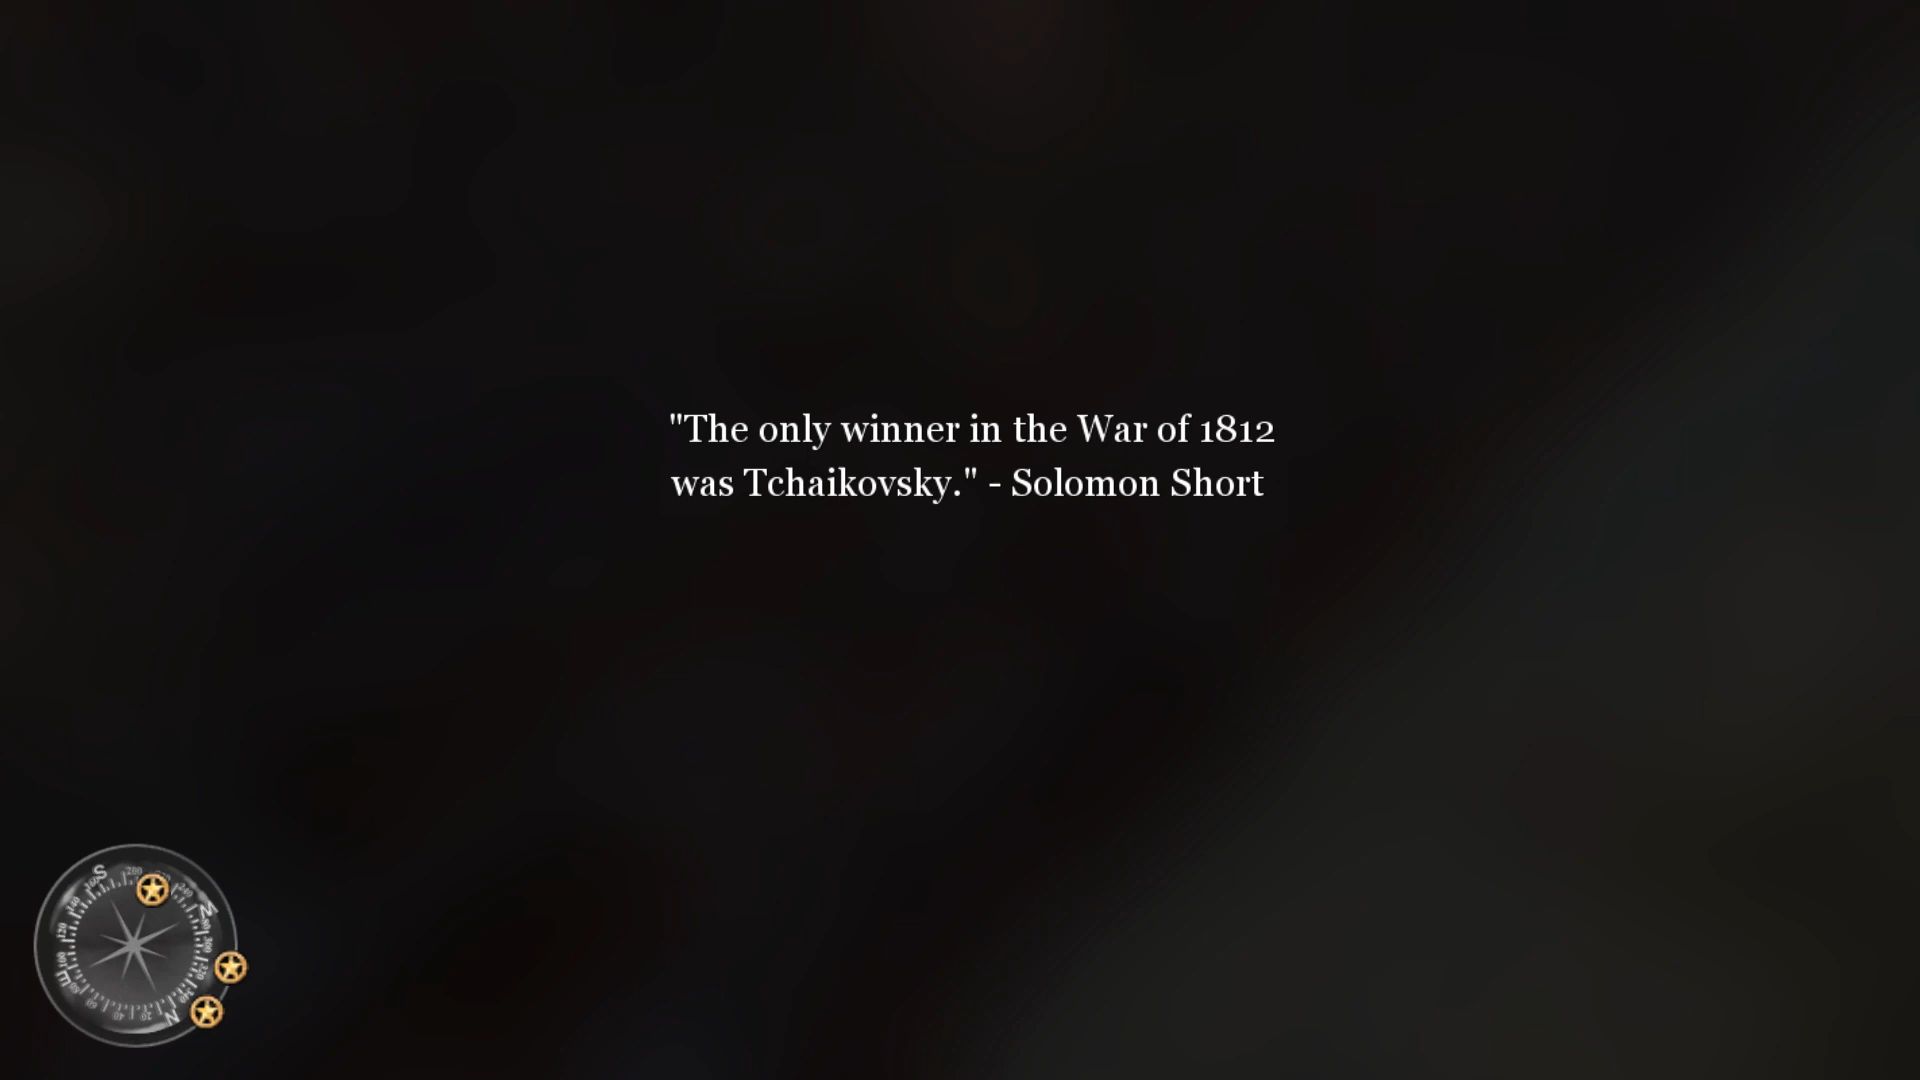 "The only winner in the War of 1812
was Tchaikovsky." - Solomon Short
S
W
N
E